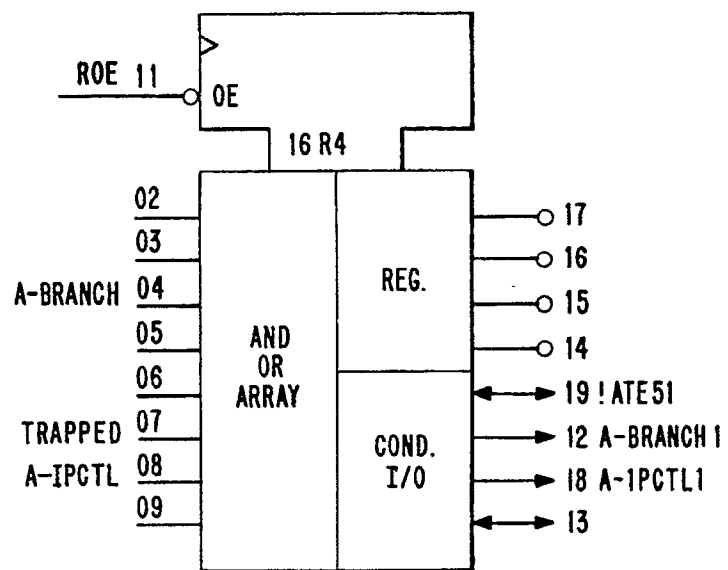 ROE 11
OE
16 R4
02
03
A-BRANCH 04
05
06
TRAPPED 07
A-IPCTL 08
09
AND
OR
ARRAY
REG.
COND.
I/O
17
16
15
14
19 !ATE51
12 A-BRANCH1
18 A-1PCTL1
13